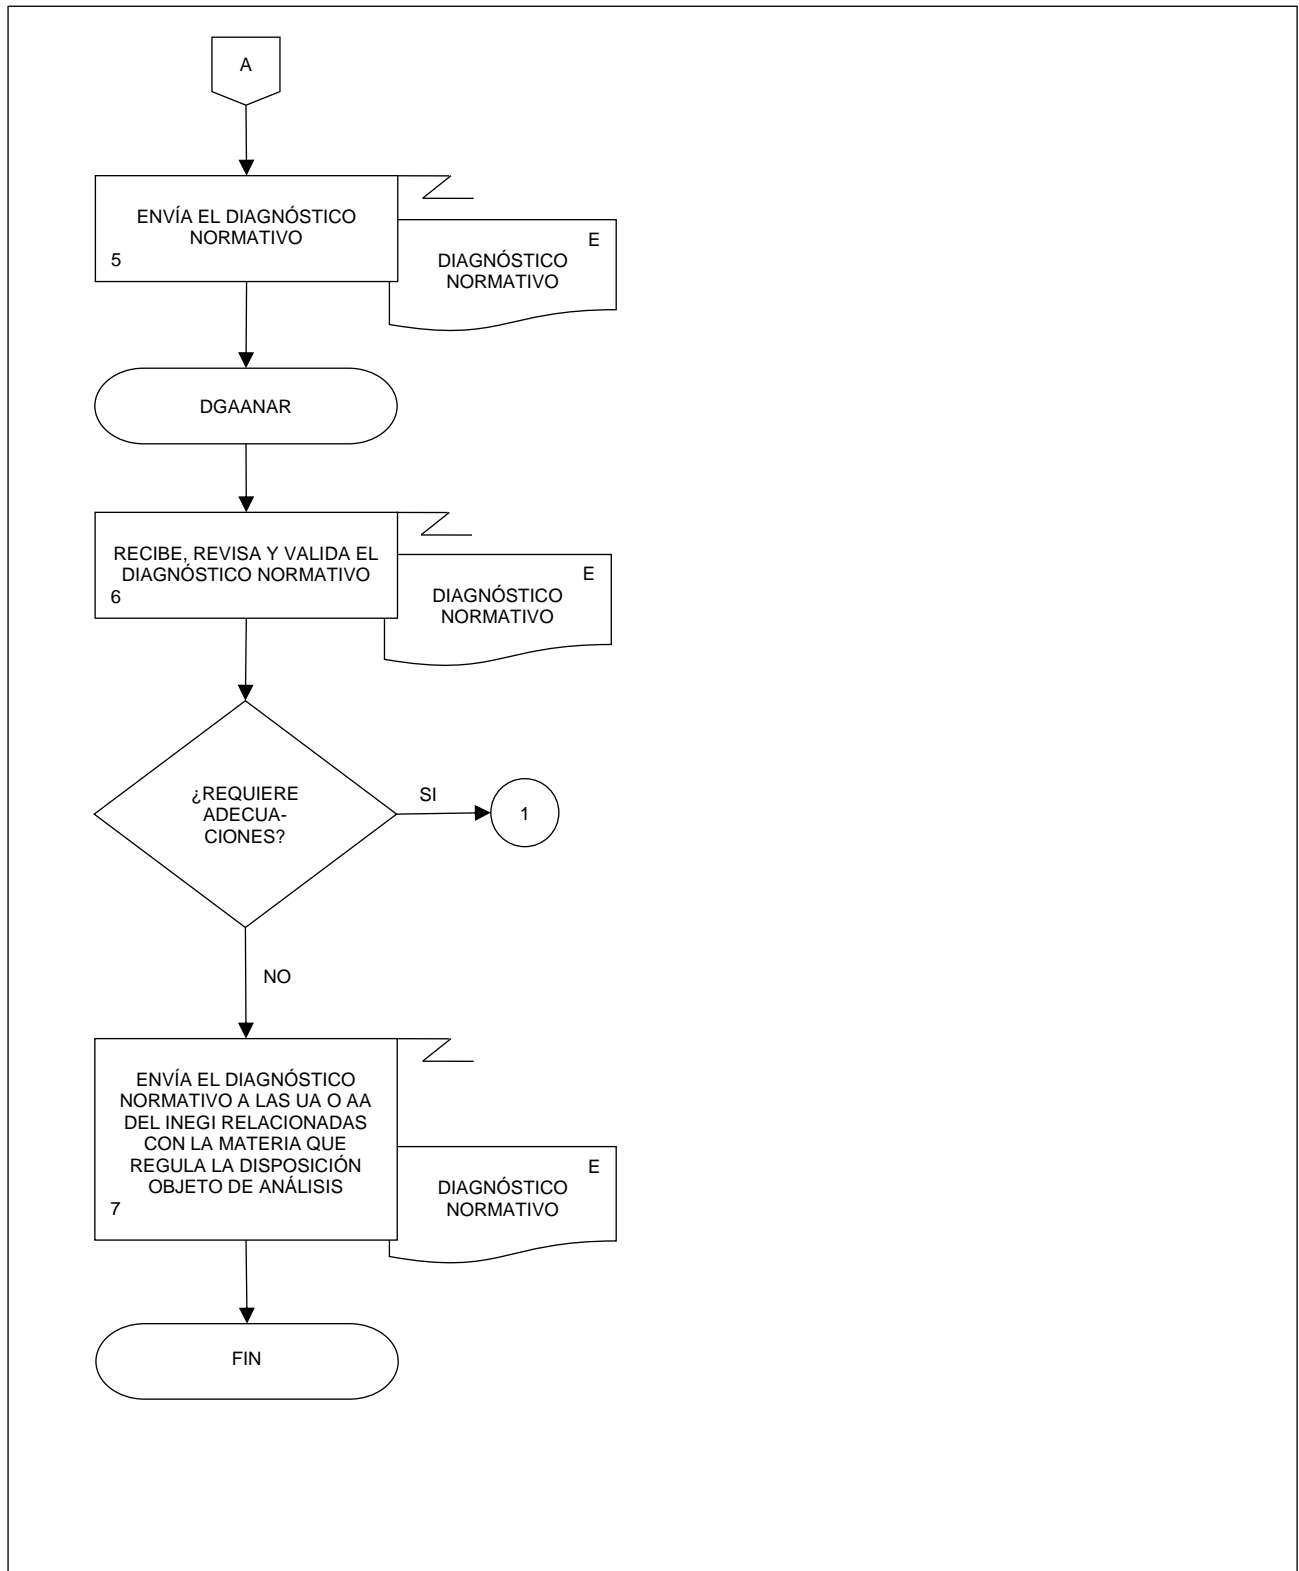 A
ENVÍA EL DIAGNÓSTICO
NORMATIVO
5
E
DIAGNÓSTICO
NORMATIVO
DGAANAR
RECIBE, REVISA Y VALIDA EL
DIAGNÓSTICO NORMATIVO
6
E
DIAGNÓSTICO
NORMATIVO
¿REQUIERE
ADECUA-
CIONES?
SI
1
NO
ENVÍA EL DIAGNÓSTICO
NORMATIVO A LAS UA O AA
DEL INEGI RELACIONADAS
CON LA MATERIA QUE
REGULA LA DISPOSICIÓN
OBJETO DE ANÁLISIS
7
E
DIAGNÓSTICO
NORMATIVO
FIN